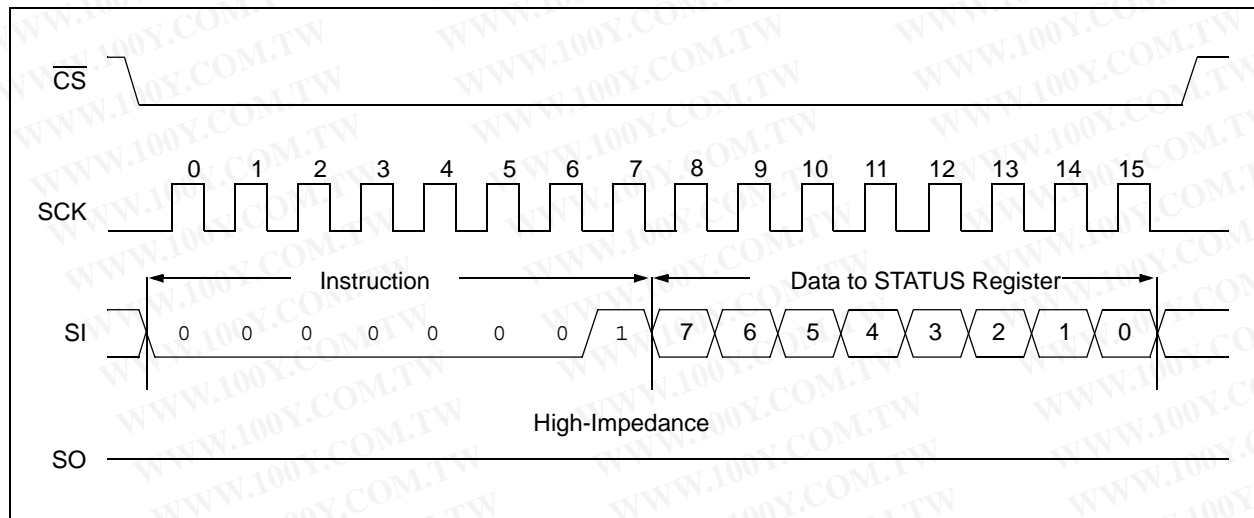 CS
0 1 2 3 4 5 6 7 8 9 10 11 12 13 14 15
SCK
Instruction Data to STATUS Register
SI 0 0 0 0 0 0 0 1 7 6 5 4 3 2 1 0
High-Impedance
SO
WWW.100Y.COM.TW